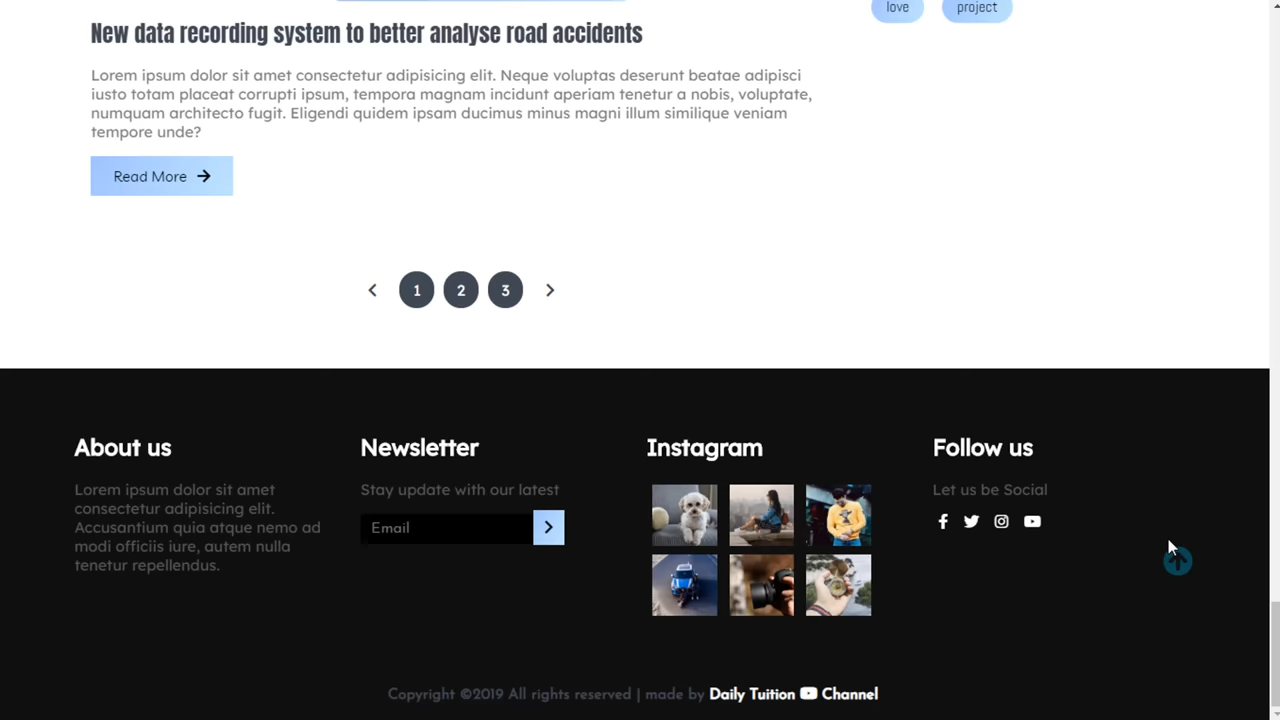 love project
New data recording system to better analyse road accidents
Lorem ipsum dolor sit amet consectetur adipisicing elit. Neque voluptas deserunt beatae adipisci
iusto totam placeat corrupti ipsum, tempora magnam incidunt aperiam tenetur a nobis, voluptate,
numquam architecto fugit. Eligendi quidem ipsam ducimus minus magni illum similique veniam
tempore unde?
Read More
1 2 3
About us
Lorem ipsum dolor sit amet
consectetur adipisicing elit.
Accusantium quia atque nemo ad
modi officiis iure, autem nulla
tenetur repellendus.
Newsletter
Stay update with our latest
Email
Instagram
Follow us
Let us be Social
Copyright ©2019 All rights reserved | made by Daily Tuition Channel